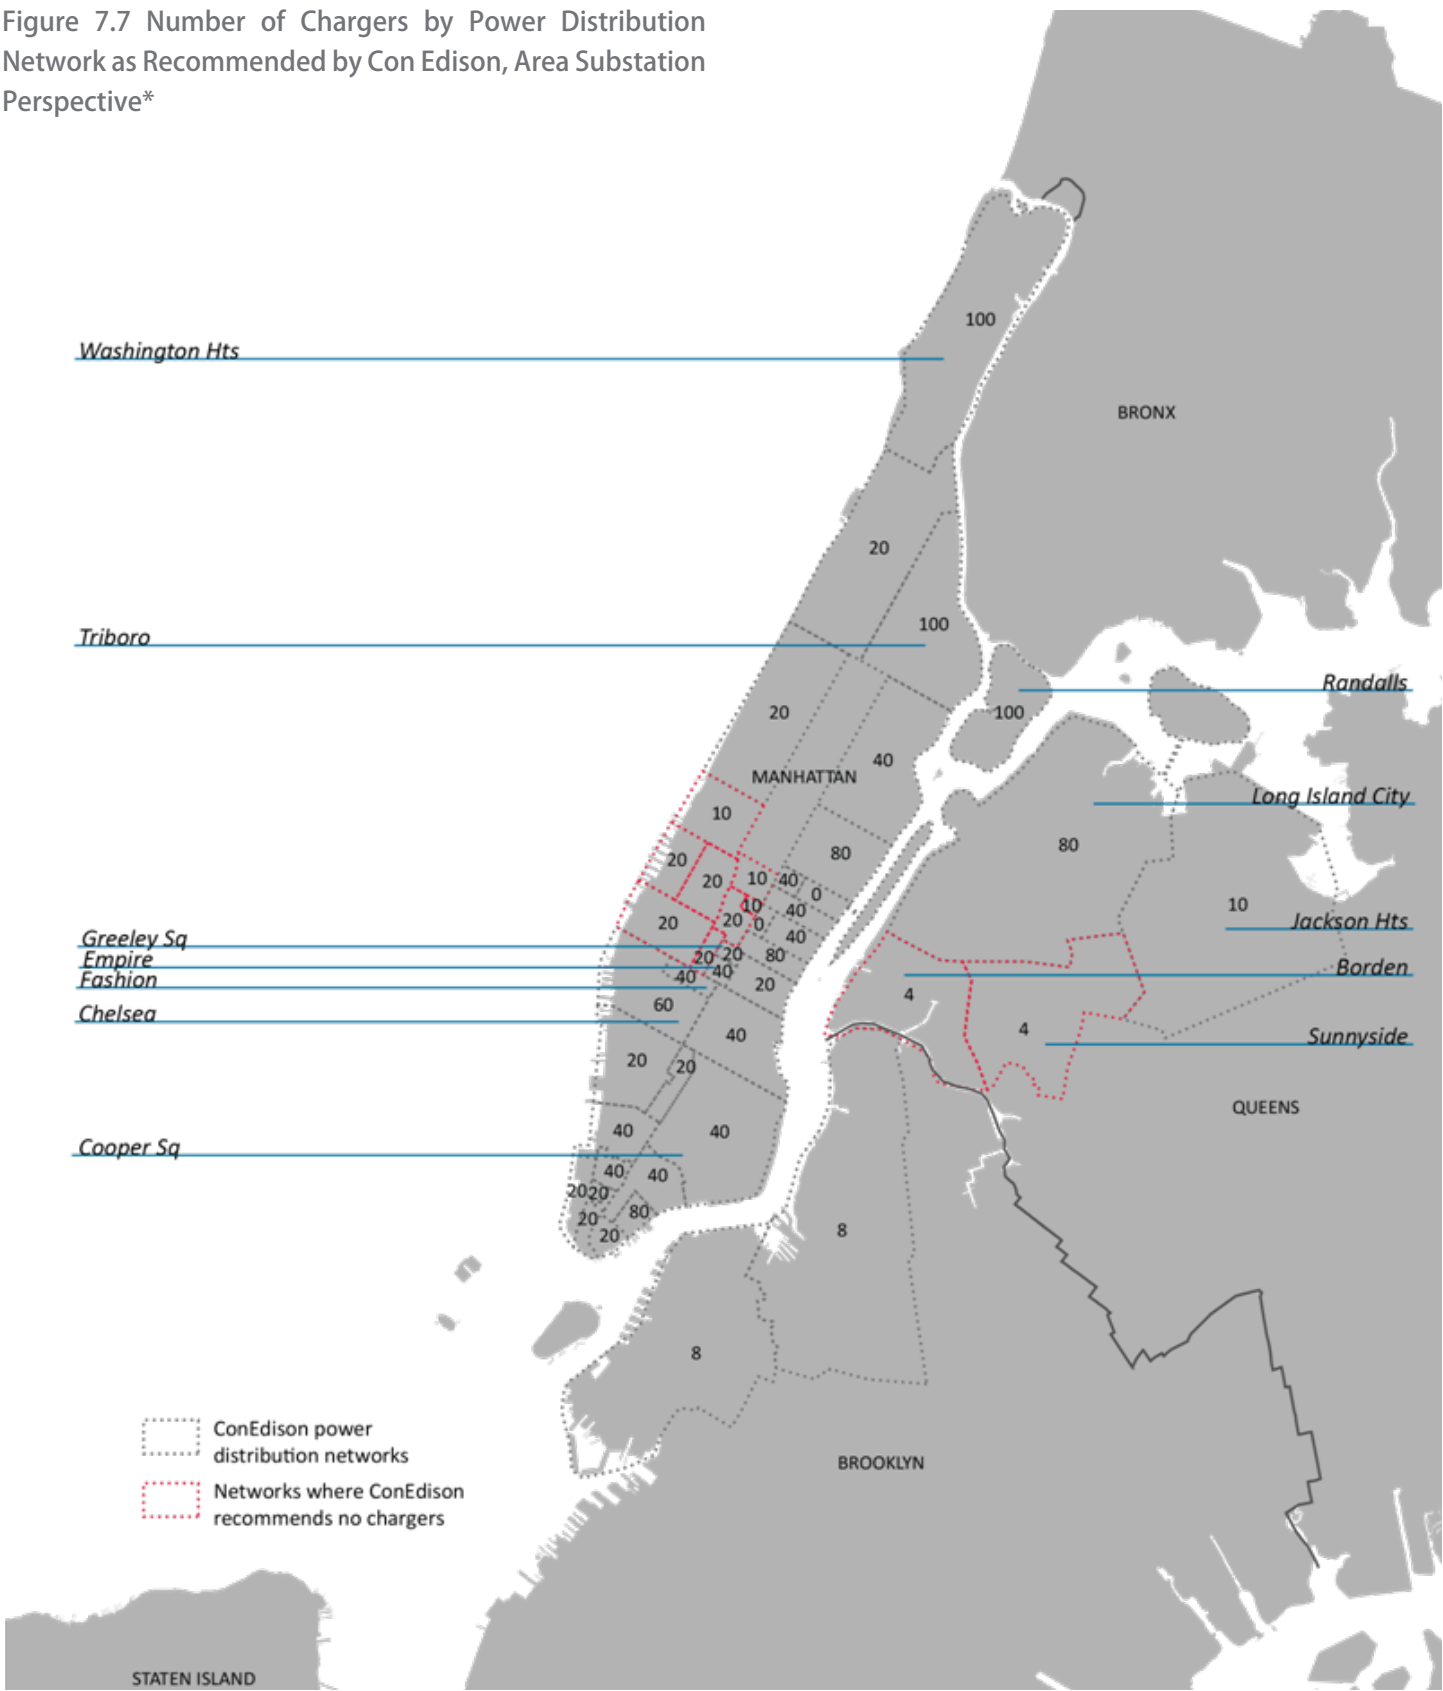 Figure 7.7 Number of Chargers by Power Distribution
Network as Recommended by Con Edison, Area Substation
Perspective*
100
Washington Hts
BRONX
20
100
Triboro
Randalls
20
100
40
MANHATTAN
Long Island City
10
80
80
20
20
10
40
0
10
40
10
20
20
0
Jackson Hts
40
Greeley Sq
20
20
80
Empire
40
Borden
40
20
Fashion
4
60
Chelsea
4
40
Sunnyside
20
20
QUEENS
40
40
Cooper Sq
40
40
20
20
80
20
8
20
8
ConEdison power
distribution networks
BROOKLYN
Networks where ConEdison
recommends no chargers
STATEN ISLAND